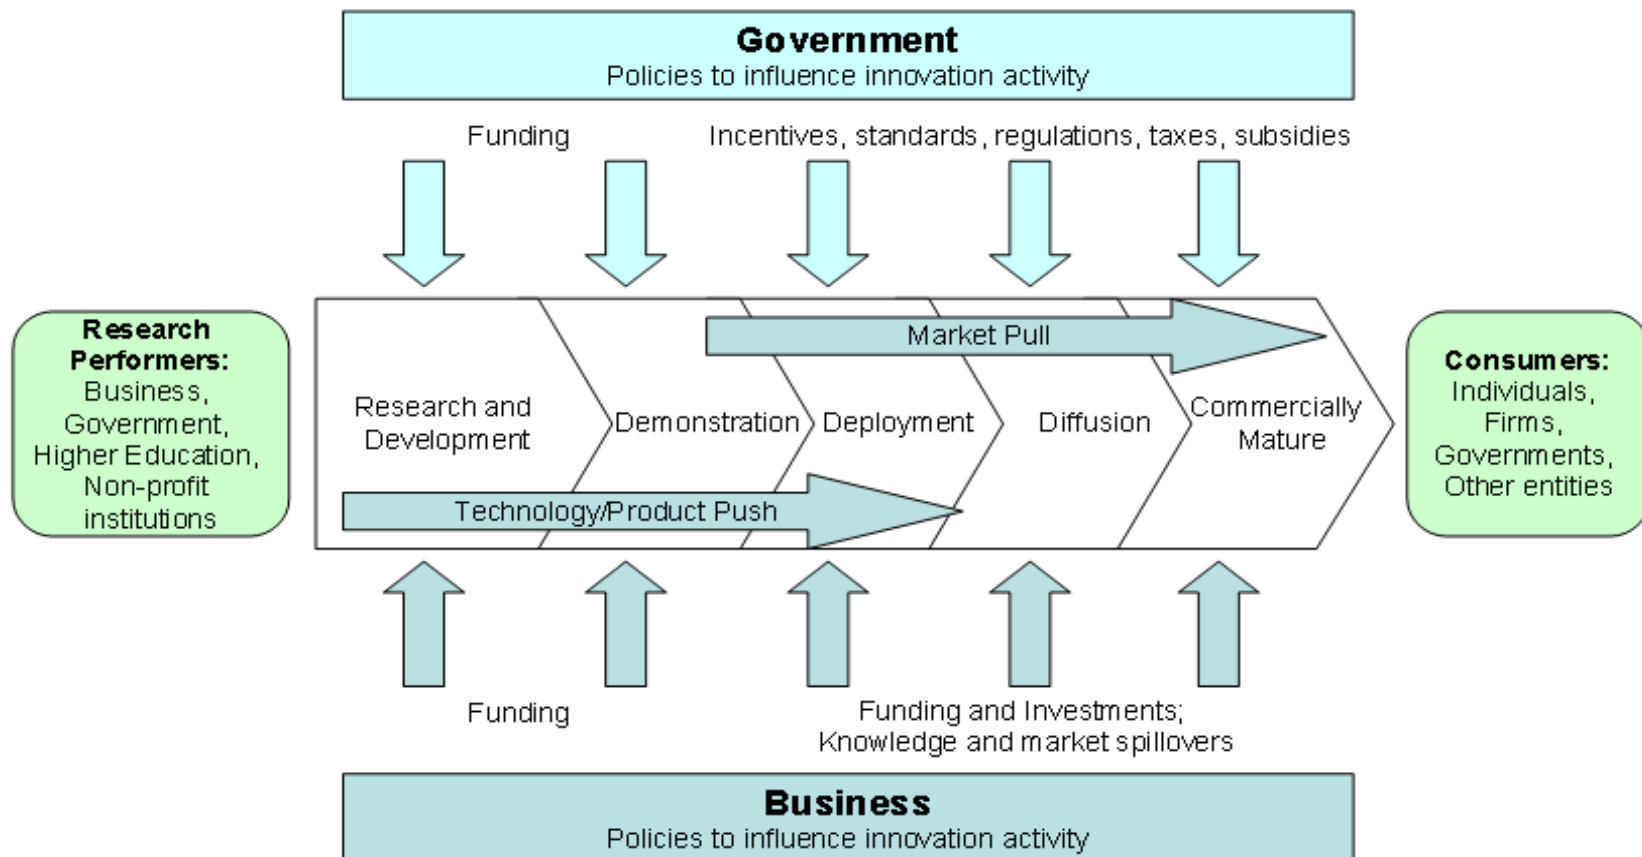 Government
Policies to influence innovation activity
Funding
Incentives, standards, regulations, taxes, subsidies
Research
Performers:
Business,
Government,
Higher Education,
Non-profit
institutions
Market Pull
Research and
Development
Demonstration
Deployment
Diffusion
Commercially
Mature
Technology/Product Push
Consumers:
Individuals,
Firms,
Governments,
Other entities
Funding
Funding and Investments;
Knowledge and market spillovers
Business
Policies to influence innovation activity